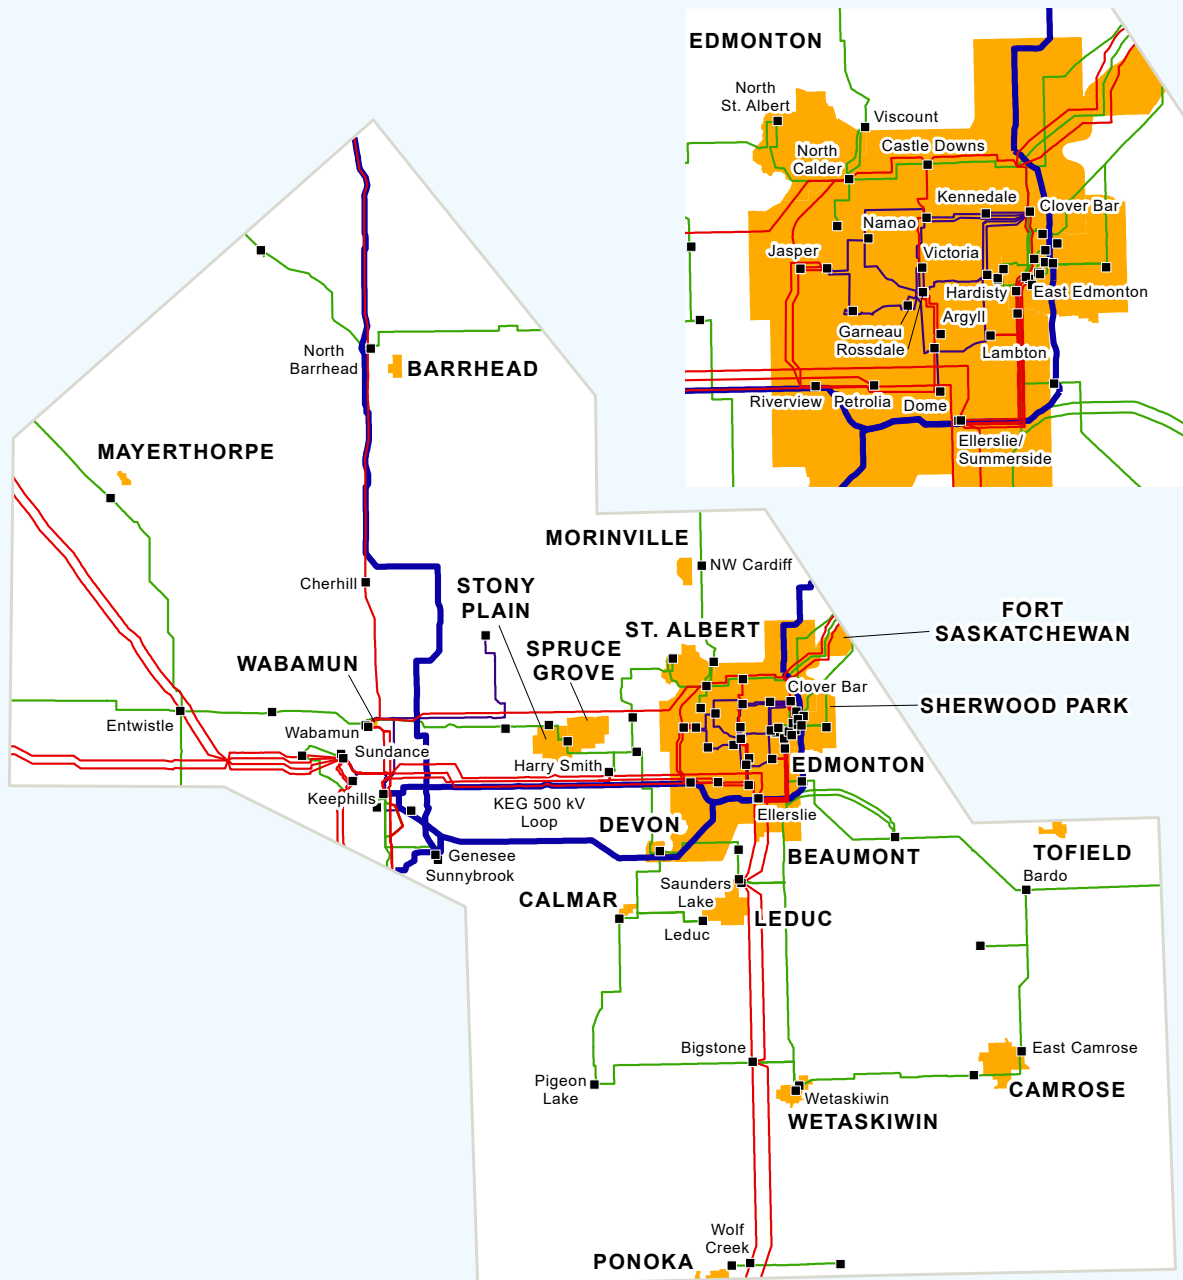 EDMONTON
North
St. Albert
Viscount
Castle Downs
North
Calder
Kennedale
Clover Bar
Namao
Jasper
Victoria
Hardisty
East Edmonton
Argyll
Garneau
Rossdale
Lambton
Riverview
Petrolia
Dome
Ellerslie/
Summerside
North
Barrhead
BARRHEAD
MAYERTHORPE
MORINVILLE
NW Cardiff
Cherhill
STONY
PLAIN
FORT
SASKATCHEWAN
ST. ALBERT
SPRUCE
GROVE
WABAMUN
Clover Bar
SHERWOOD PARK
Entwistle
Wabamun
Sundance
Harry Smith
EDMONTON
Keephills
KEG 500 kV
Loop
Ellerslie
DEVON
BEAUMONT
TOFIELD
Genesee
Sunnybrook
Bardo
Saunders
Lake
CALMAR
LEDUC
Leduc
Bigstone
East Camrose
Pigeon
Lake
CAMROSE
Wetaskiwin
WETASKIWIN
Wolf
Creek
PONOKA